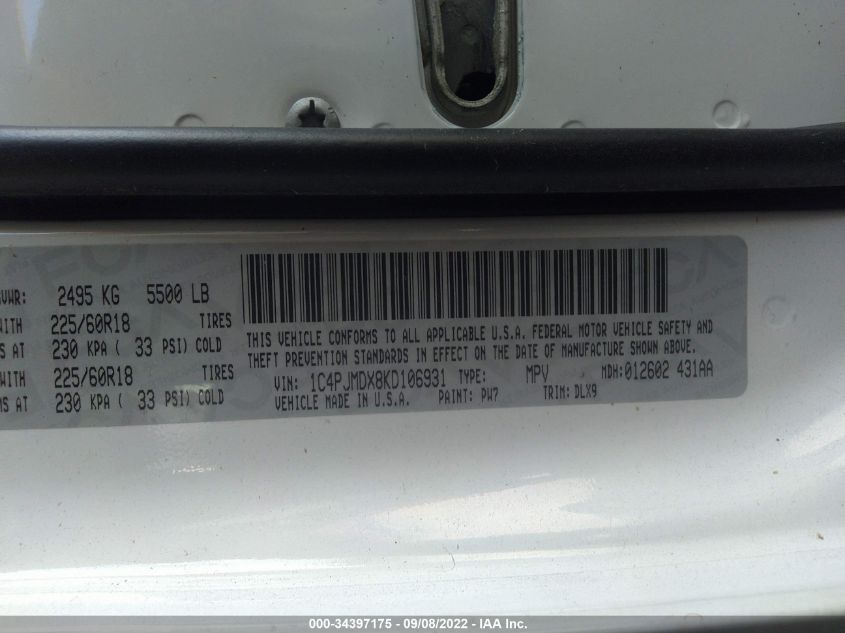 VWR: 2495 KG 5500 LB
WITH 225/60R18 TIRES
MS AT 230 KPA ( 33 PSI) COLD
WITH 225/60R18 TIRES
MS AT 230 KPA ( 33 PSI) COLD
THIS VEHICLE CONFORMS TO ALL APPLICABLE U.S.A. FEDERAL MOTOR VEHICLE SAFETY AND
THEFT PREVENTION STANDARDS IN EFFECT ON THE DATE OF MANUFACTURE SHOWN ABOVE.
VIN: 1C4PJMDX8KD106931 TYPE: MPV MDH: 012602 431AA
VEHICLE MADE IN U.S.A. PAINT: PW7 TRIM: DLX9
000-34397175 - 09/08/2022 - IAA Inc.